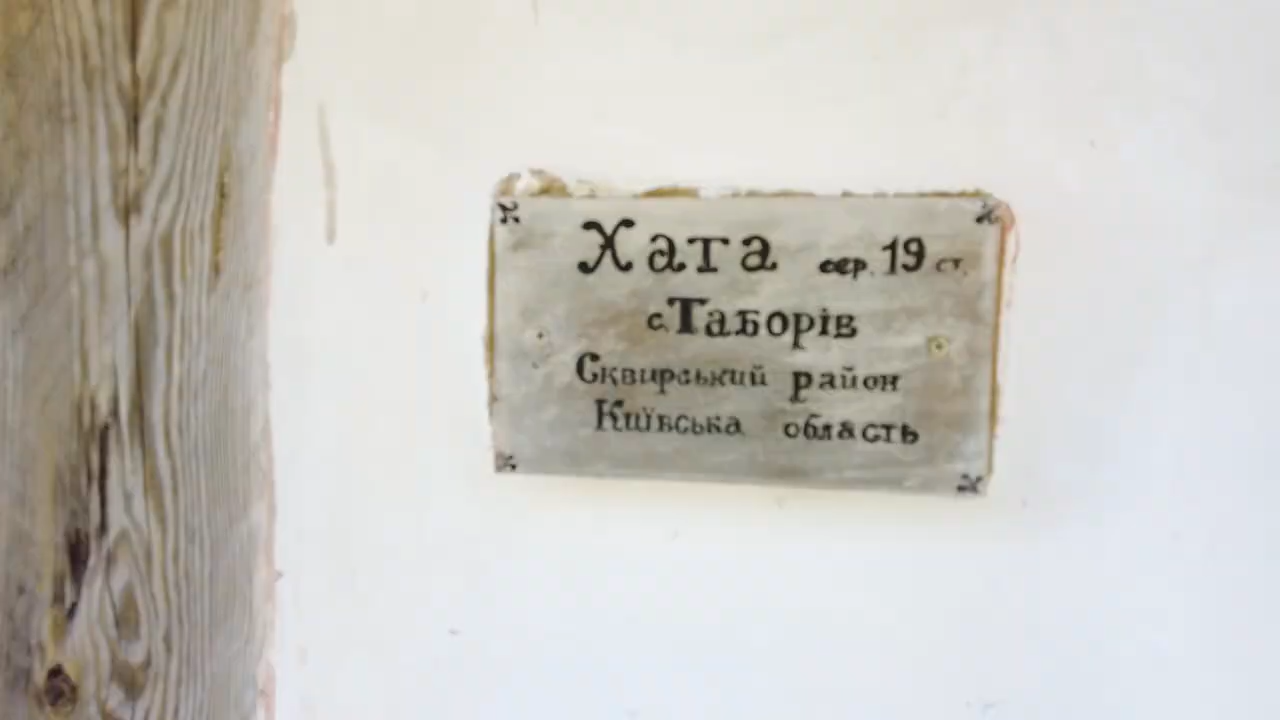 Хата сер. 19 ст.
с. Таборів
Сквирський район
Київська область